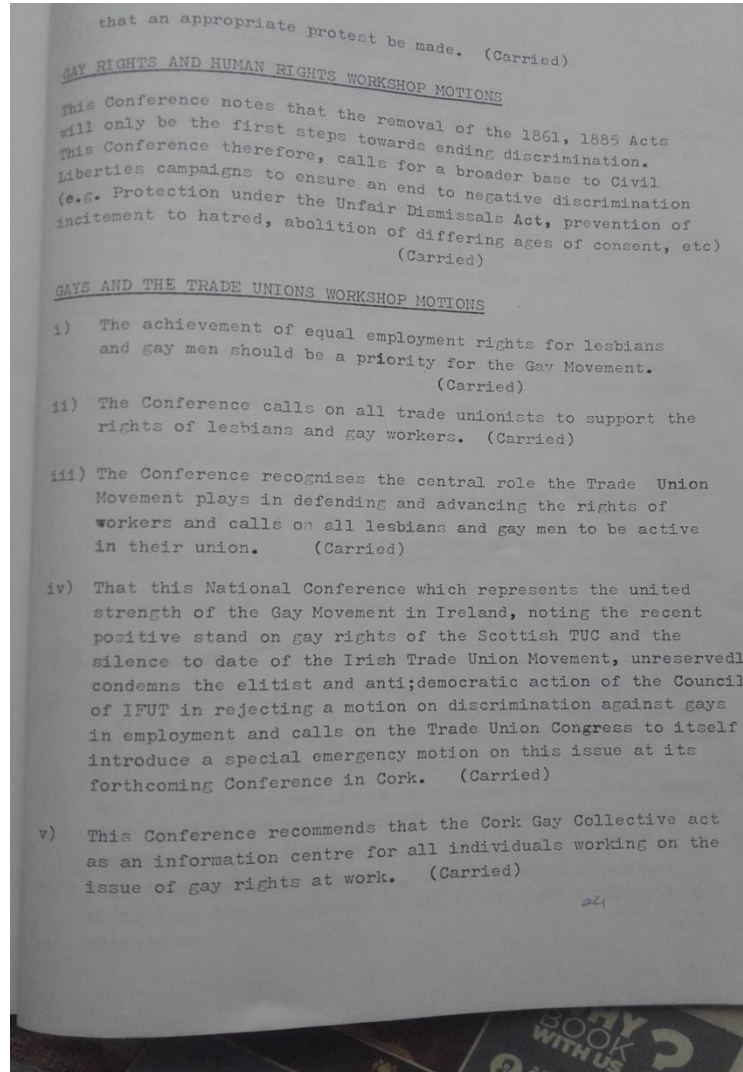 that an appropriate protest be made. (Carried)
GAY RIGHTS AND HUMAN RIGHTS WORKSHOP MOTIONS
This Conference notes that the removal of the 1861, 1885 Acts
will only be the first steps towards ending discrimination.
This Conference therefore, calls for a broader base to Civil
Liberties campaigns to ensure an end to negative discrimination
(e.g. Protection under the Unfair Dismissals Act, prevention of
incitement to hatred, abolition of differing ages of consent, etc)
(Carried)
GAYS AND THE TRADE UNIONS WORKSHOP MOTIONS
i) The achievement of equal employment rights for lesbians
and gay men should be a priority for the Gay Movement.
(Carried)
ii) The Conference calls on all trade unionists to support the
rights of lesbians and gay workers. (Carried)
iii) The Conference recognises the central role the Trade Union
Movement plays in defending and advancing the rights of
workers and calls on all lesbians and gay men to be active
in their union. (Carried)
iv) That this National Conference which represents the united
strength of the Gay Movement in Ireland, noting the recent
positive stand on gay rights of the Scottish TUC and the
silence to date of the Irish Trade Union Movement, unreservedl
condemns the elitist and anti;democratic action of the Council
of IFUT in rejecting a motion on discrimination against gays
in employment and calls on the Trade Union Congress to itself
introduce a special emergency motion on this issue at its
forthcoming Conference in Cork. (Carried)
v) This Conference recommends that the Cork Gay Collective act
as an information centre for all individuals working on the
issue of gay rights at work. (Carried)
24
WHY
BOOK
WITH US
?